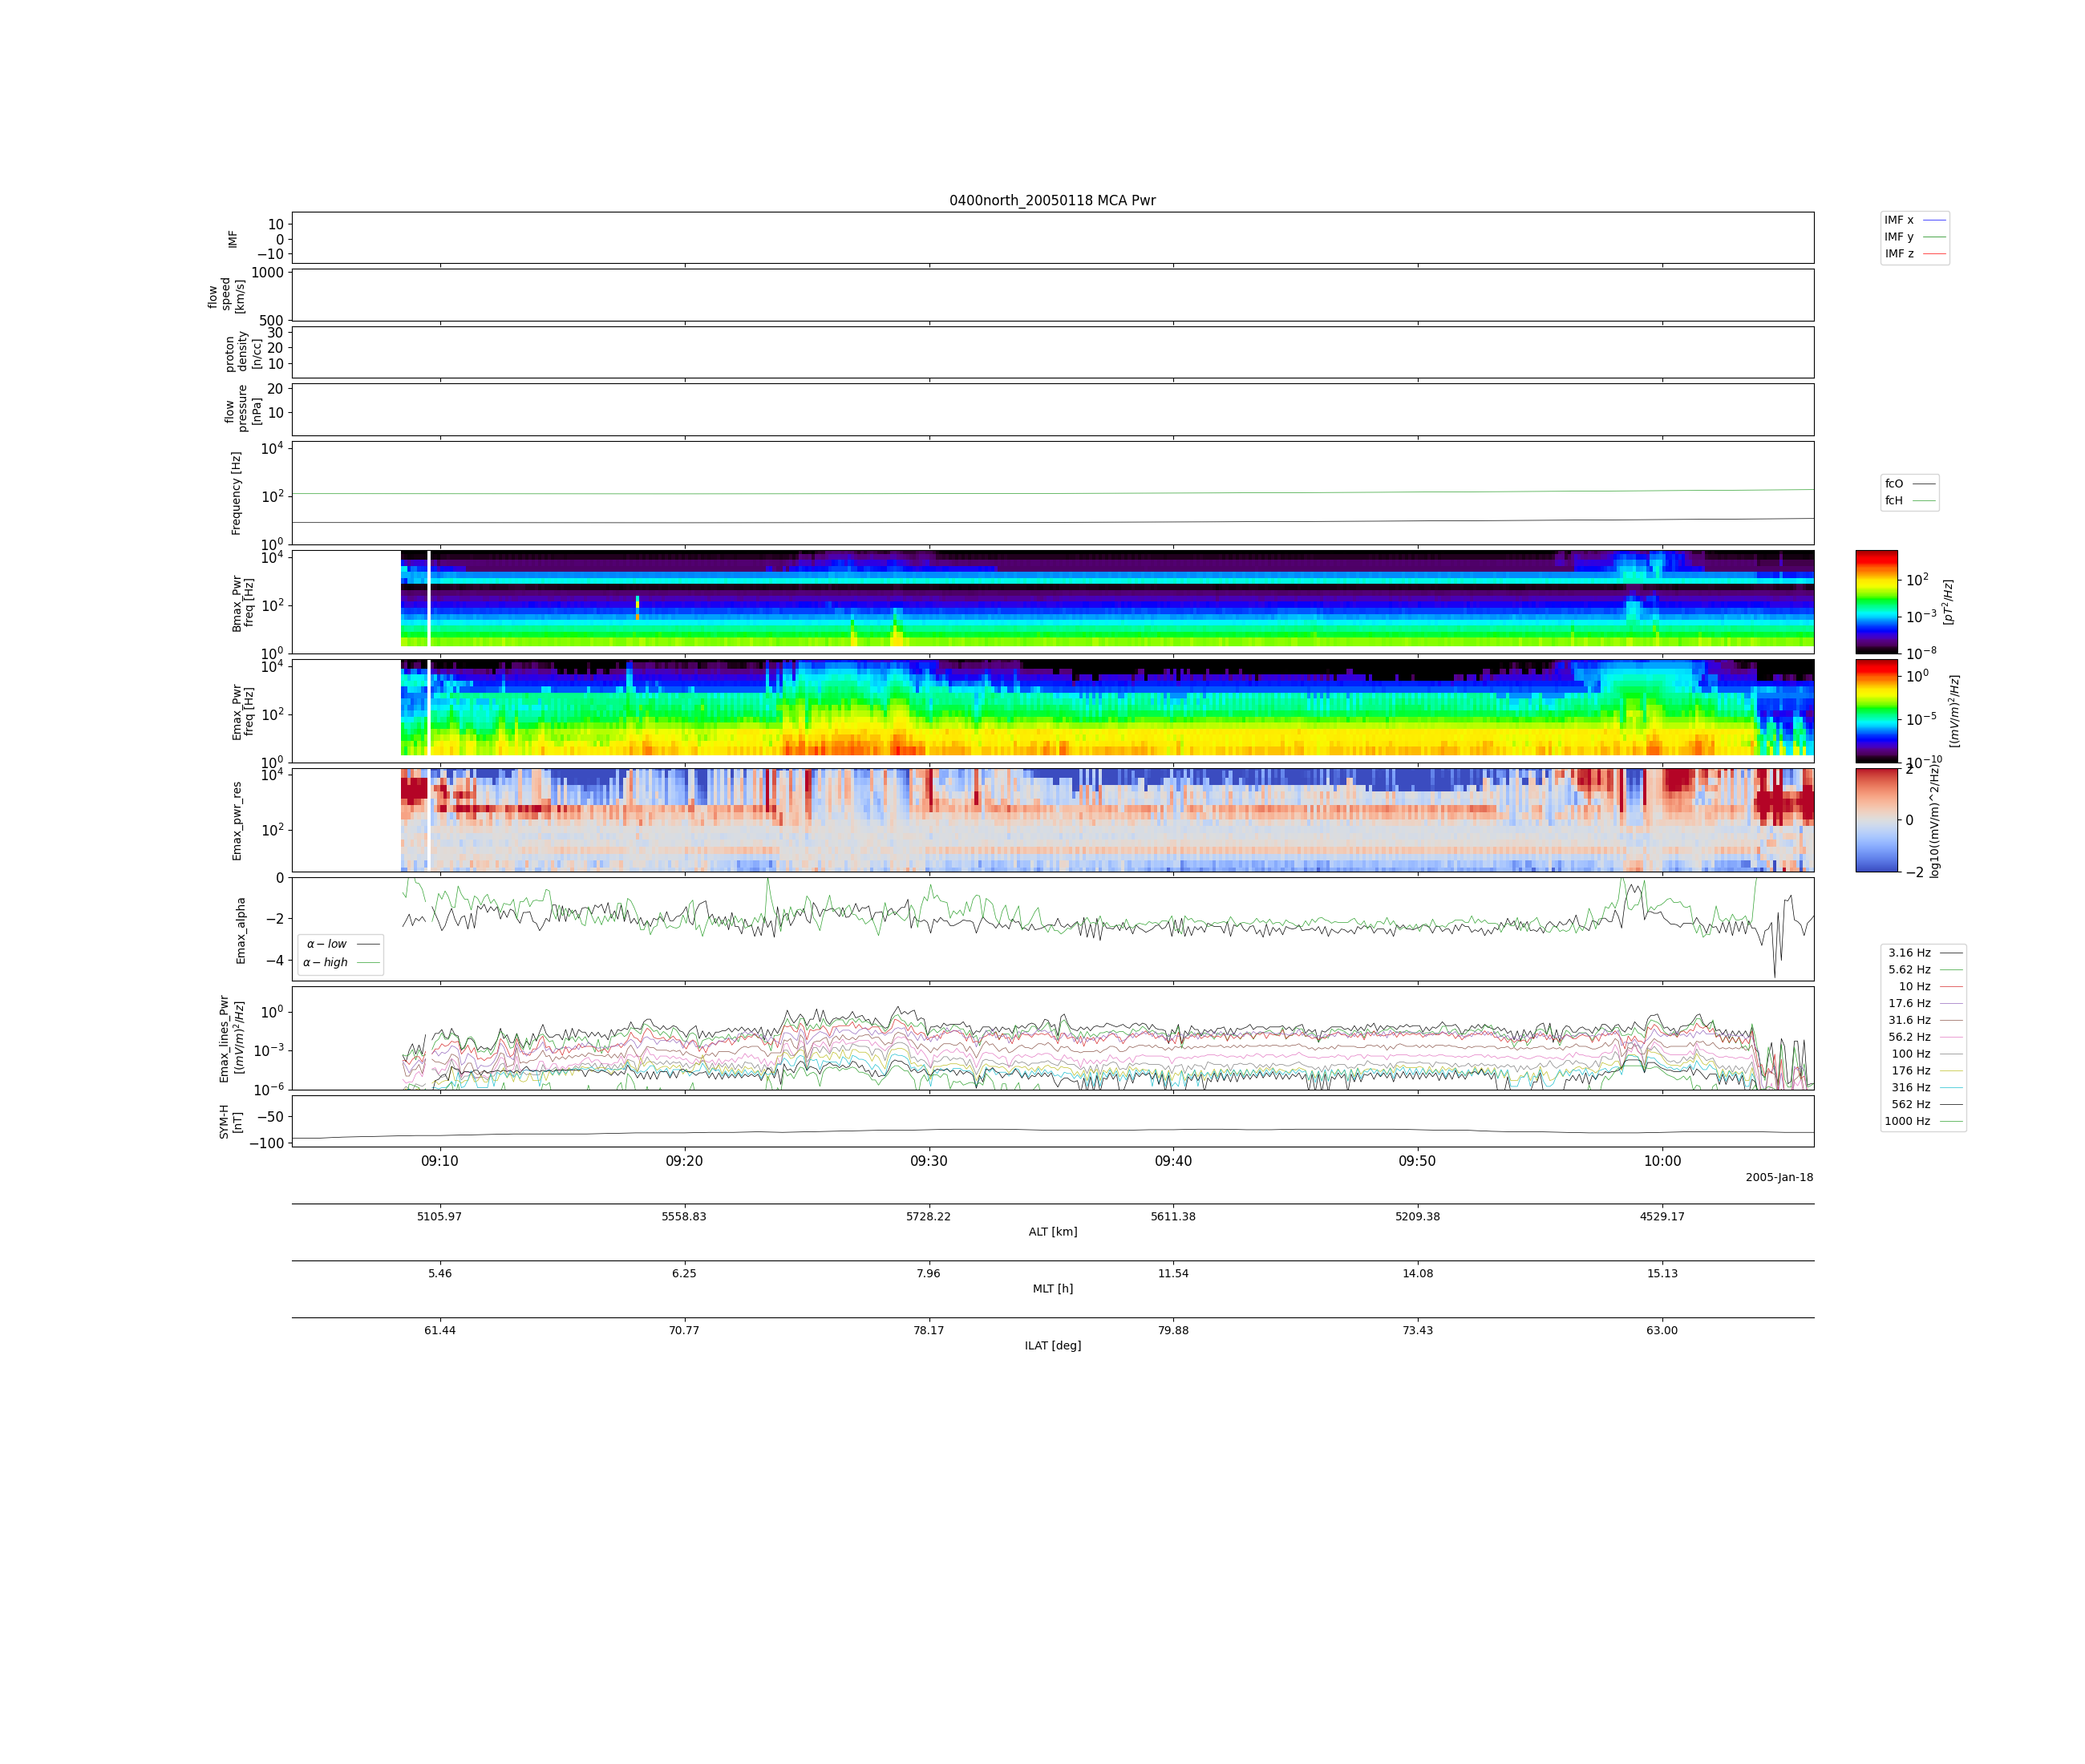 0400north_20050118 MCA Pwr
IMF
10
0
−10
IMF x
IMF y
IMF z
flow
speed
[km/s]
1000
500
proton
density
[n/cc]
30
20
10
flow
pressure
[nPa]
20
10
Frequency [Hz]
10^4
10^2
10^0
fcO
fcH
Bmax_Pwr
freq [Hz]
10^4
10^2
10^0
10^2
10^−3
10^−8
[pT^2/Hz]
Emax_Pwr
freq [Hz]
10^4
10^2
10^0
10^0
10^−5
10^−10
[(mV/m)^2/Hz]
Emax_pwr_res
10^4
10^2
2
0
−2
log10((mV/m)^2/Hz)
Emax_alpha
0
−2
−4
α − low
α − high
Emax_lines_Pwr
[(mV/m)^2/Hz]
10^0
10^−3
10^−6
3.16 Hz
5.62 Hz
10 Hz
17.6 Hz
31.6 Hz
56.2 Hz
100 Hz
176 Hz
316 Hz
562 Hz
1000 Hz
SYM-H
[nT]
−50
−100
09:10 09:20 09:30 09:40 09:50 10:00
2005-Jan-18
5105.97 5558.83 5728.22 5611.38 5209.38 4529.17
ALT [km]
5.46 6.25 7.96 11.54 14.08 15.13
MLT [h]
61.44 70.77 78.17 79.88 73.43 63.00
ILAT [deg]